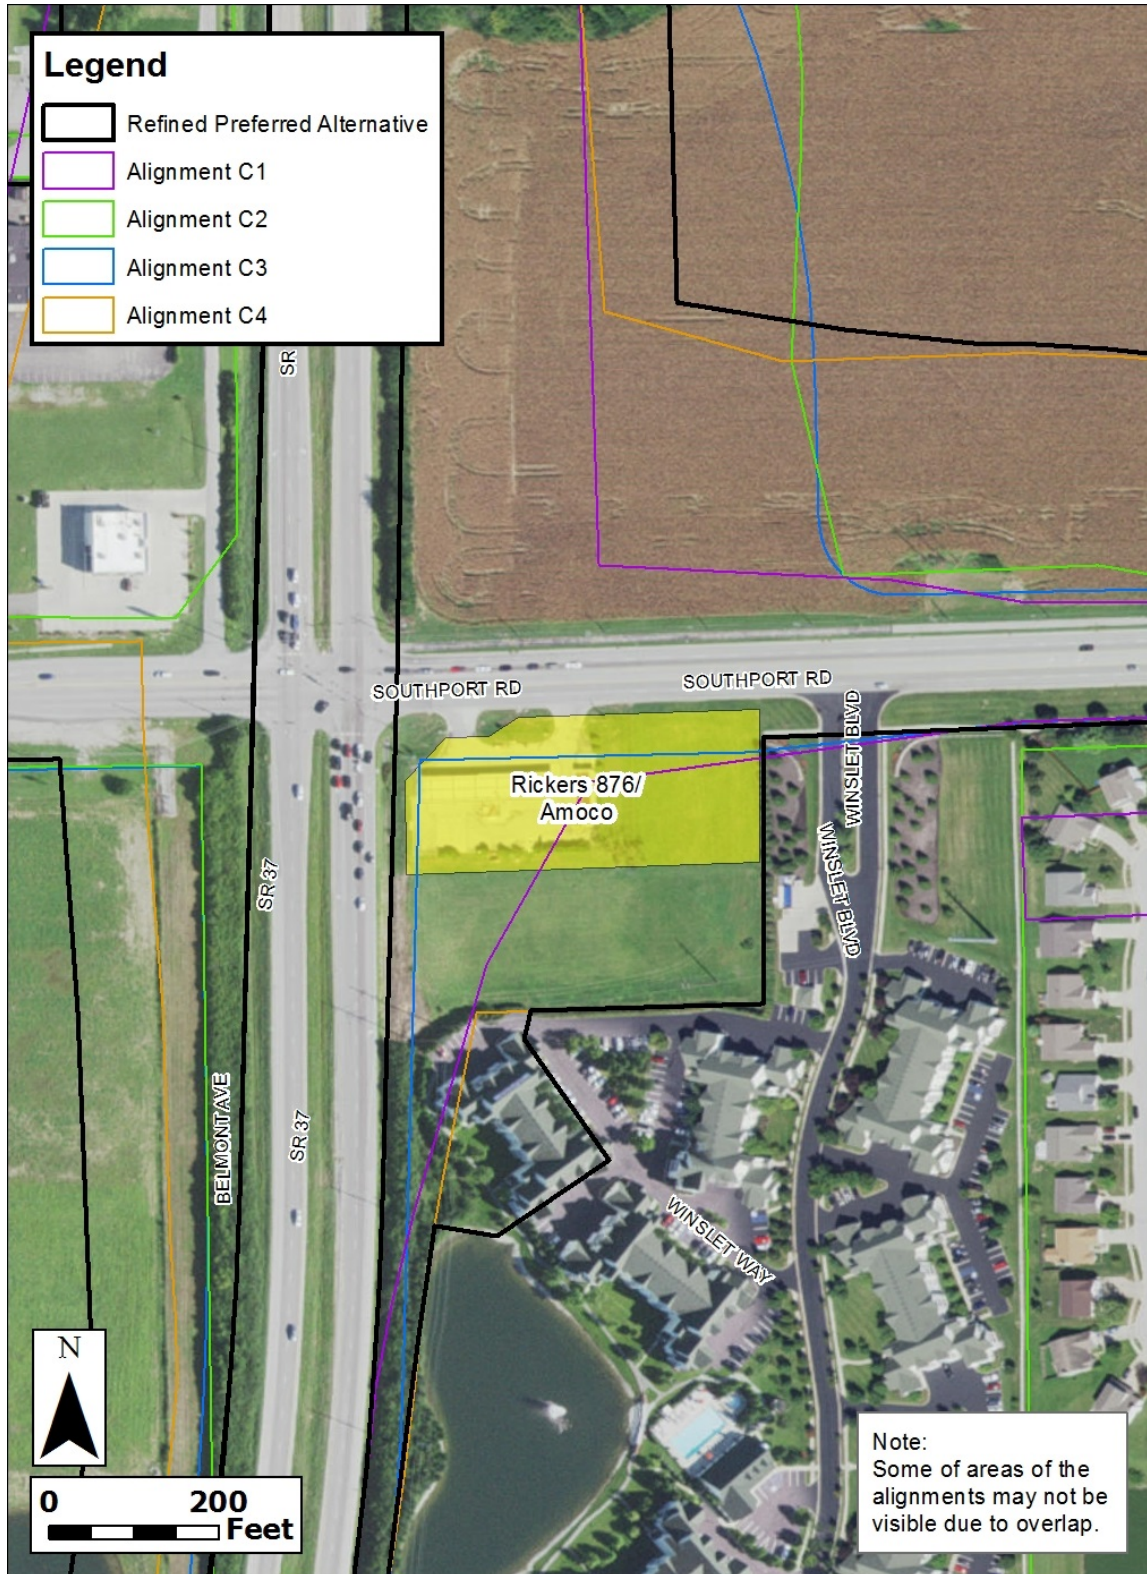 Legend
Refined Preferred Alternative
Alignment C1
Alignment C2
Alignment C3
Alignment C4
SR
SOUTHPORT RD
SOUTHPORT RD
WINSLET BLVD
Rickers 876/
Amoco
WINSLET BLVD
SR 37
BELMONT AVE
SR 37
WINSLET WAY
N
0 200
Feet
Note:
Some of areas of the
alignments may not be
visible due to overlap.